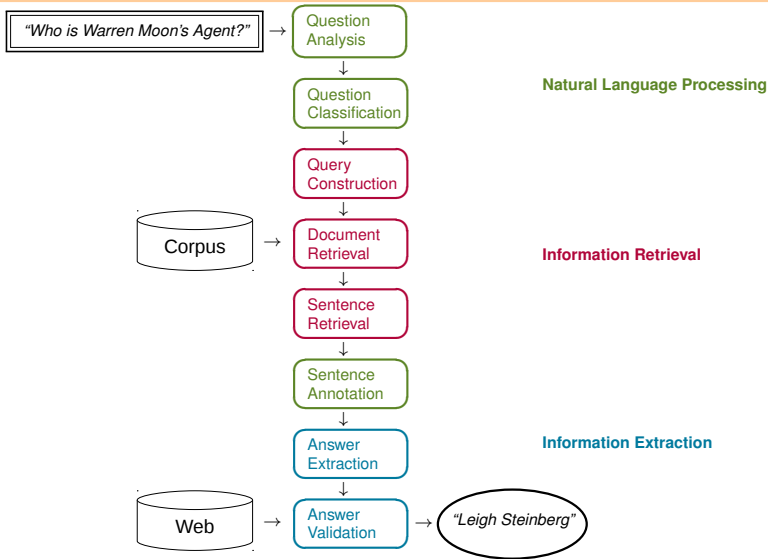 “Who is Warren Moon’s Agent?”
Question
Analysis
Natural Language Processing
Question
Classification
Query
Construction
Corpus
Document
Retrieval
Information Retrieval
Sentence
Retrieval
Sentence
Annotation
Answer
Extraction
Information Extraction
Web
Answer
Validation
“Leigh Steinberg”